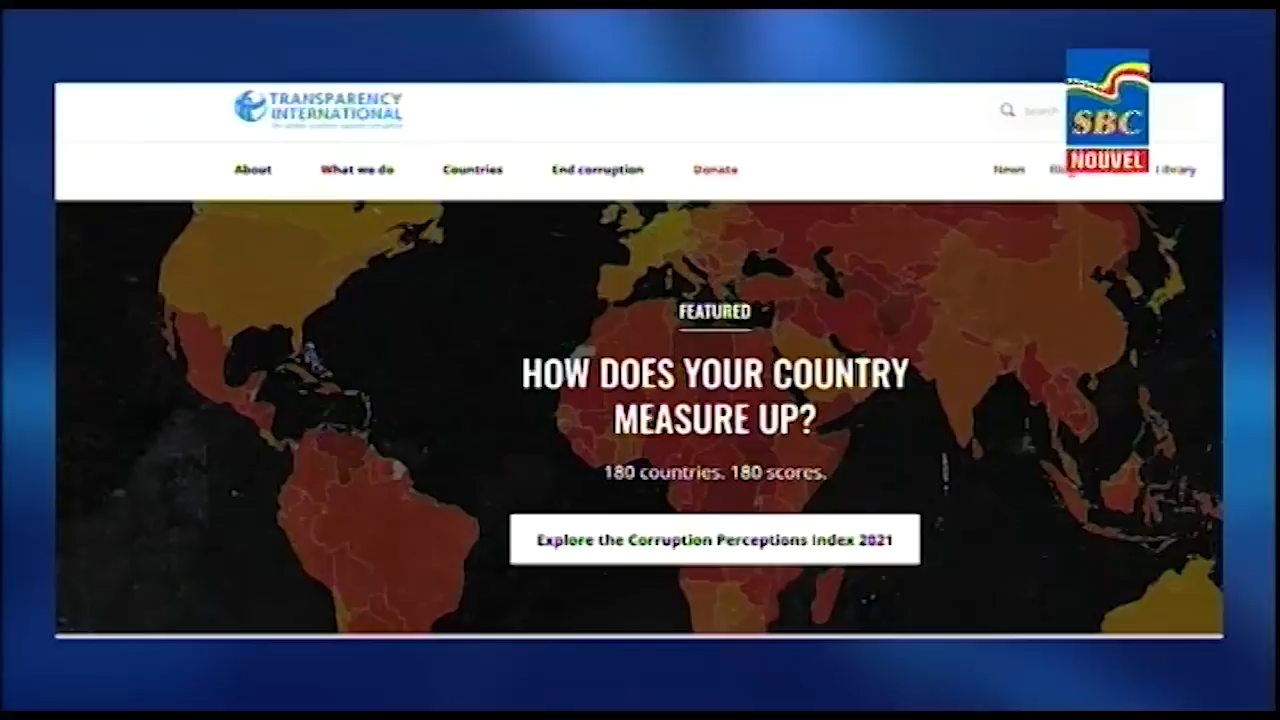 TRANSPARENCY
INTERNATIONAL
Search
SBC
NOUVEL
About
What we do
Countries
End corruption
Donate
News
Library
FEATURED
HOW DOES YOUR COUNTRY
MEASURE UP?
180 countries. 180 scores.
Explore the Corruption Perceptions Index 2021